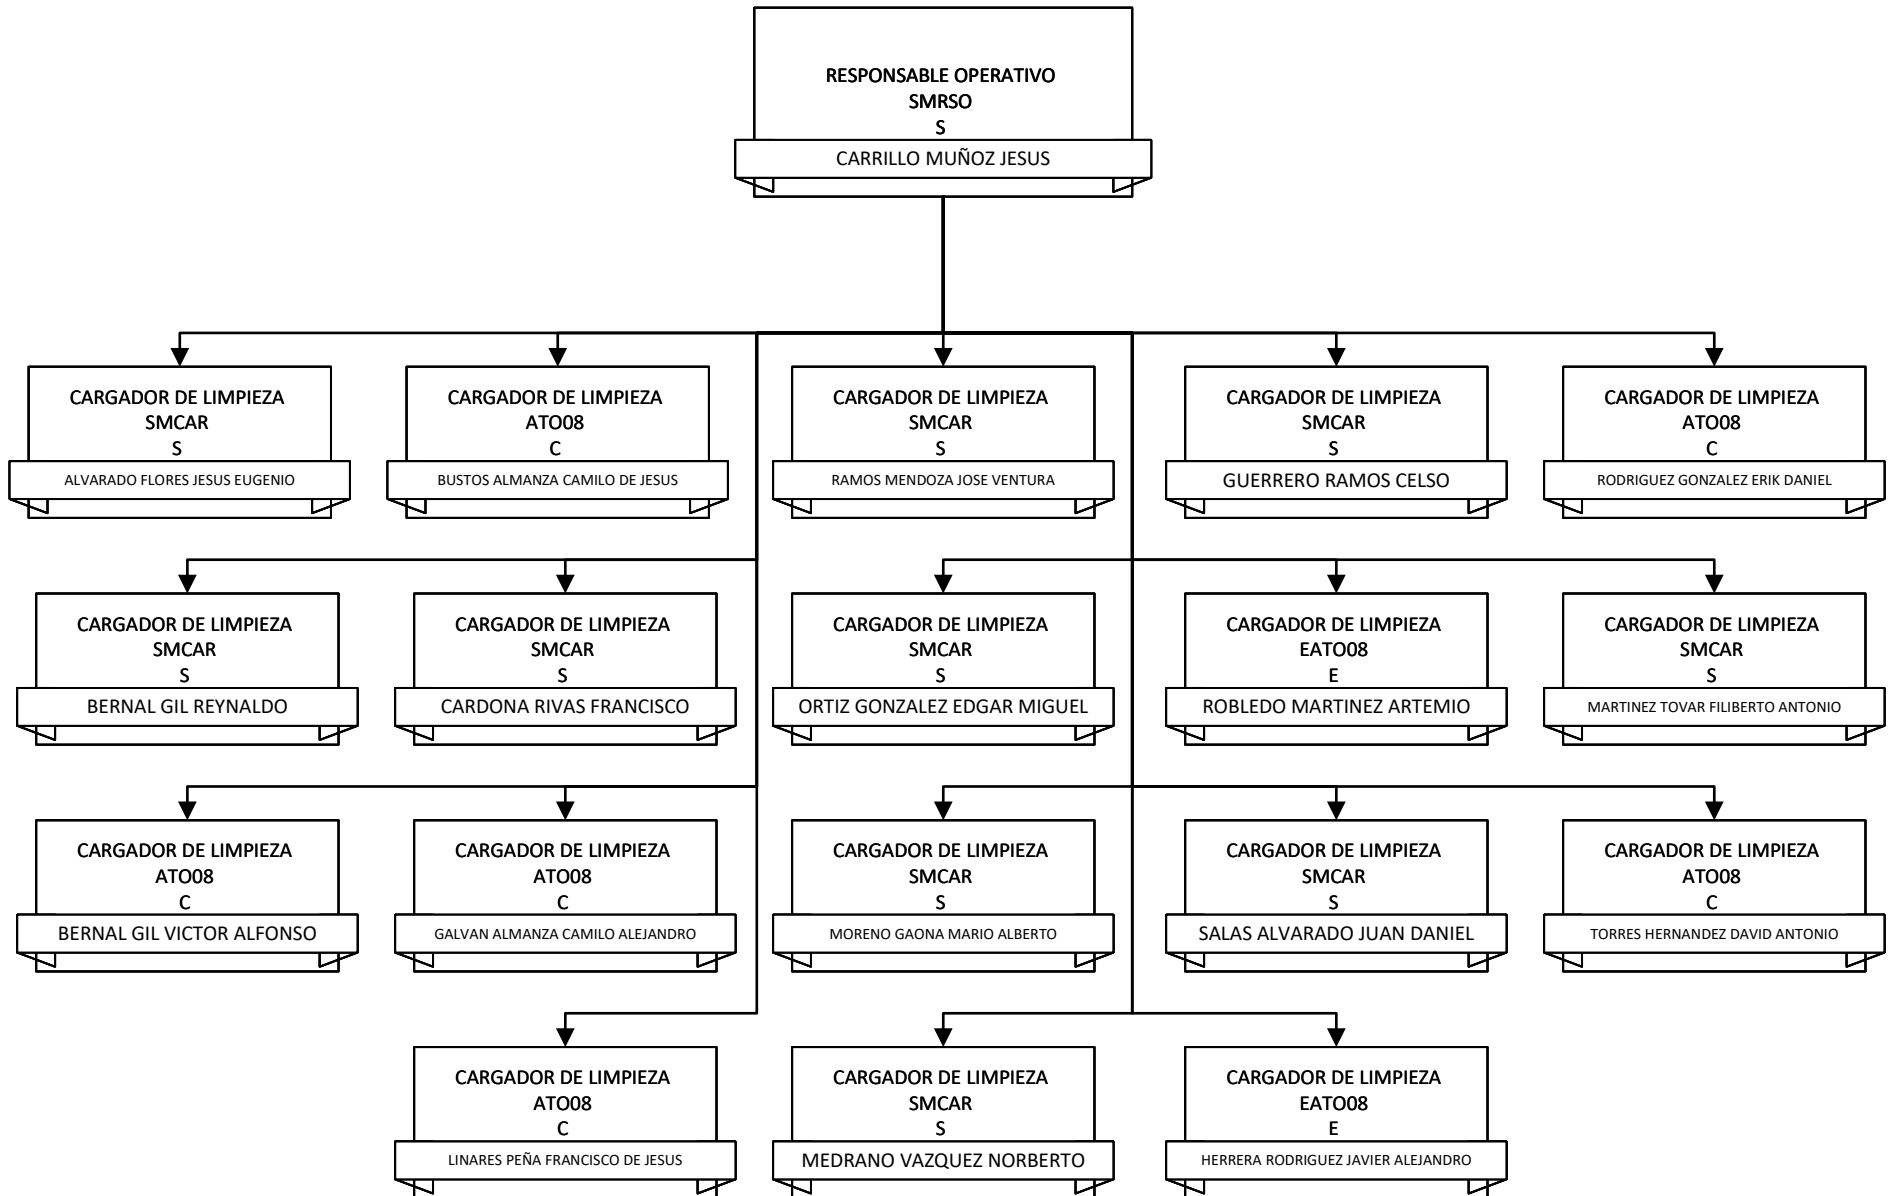 RESPONSABLE OPERATIVO
SMRSO
S
CARRILLO MUÑOZ JESUS
CARGADOR DE LIMPIEZA
SMCAR
S
ALVARADO FLORES JESUS EUGENIO
CARGADOR DE LIMPIEZA
ATO08
C
BUSTOS ALMANZA CAMILO DE JESUS
CARGADOR DE LIMPIEZA
SMCAR
S
RAMOS MENDOZA JOSE VENTURA
CARGADOR DE LIMPIEZA
SMCAR
S
GUERRERO RAMOS CELSO
CARGADOR DE LIMPIEZA
ATO08
C
RODRIGUEZ GONZALEZ ERIK DANIEL
CARGADOR DE LIMPIEZA
SMCAR
S
BERNAL GIL REYNALDO
CARGADOR DE LIMPIEZA
SMCAR
S
CARDONA RIVAS FRANCISCO
CARGADOR DE LIMPIEZA
SMCAR
S
ORTIZ GONZALEZ EDGAR MIGUEL
CARGADOR DE LIMPIEZA
EATO08
E
ROBLEDO MARTINEZ ARTEMIO
CARGADOR DE LIMPIEZA
SMCAR
S
MARTINEZ TOVAR FILIBERTO ANTONIO
CARGADOR DE LIMPIEZA
ATO08
C
BERNAL GIL VICTOR ALFONSO
CARGADOR DE LIMPIEZA
ATO08
C
GALVAN ALMANZA CAMILO ALEJANDRO
CARGADOR DE LIMPIEZA
SMCAR
S
MORENO GAONA MARIO ALBERTO
CARGADOR DE LIMPIEZA
SMCAR
S
SALAS ALVARADO JUAN DANIEL
CARGADOR DE LIMPIEZA
ATO08
C
TORRES HERNANDEZ DAVID ANTONIO
CARGADOR DE LIMPIEZA
ATO08
C
LINARES PEÑA FRANCISCO DE JESUS
CARGADOR DE LIMPIEZA
SMCAR
S
MEDRANO VAZQUEZ NORBERTO
CARGADOR DE LIMPIEZA
EATO08
E
HERRERA RODRIGUEZ JAVIER ALEJANDRO